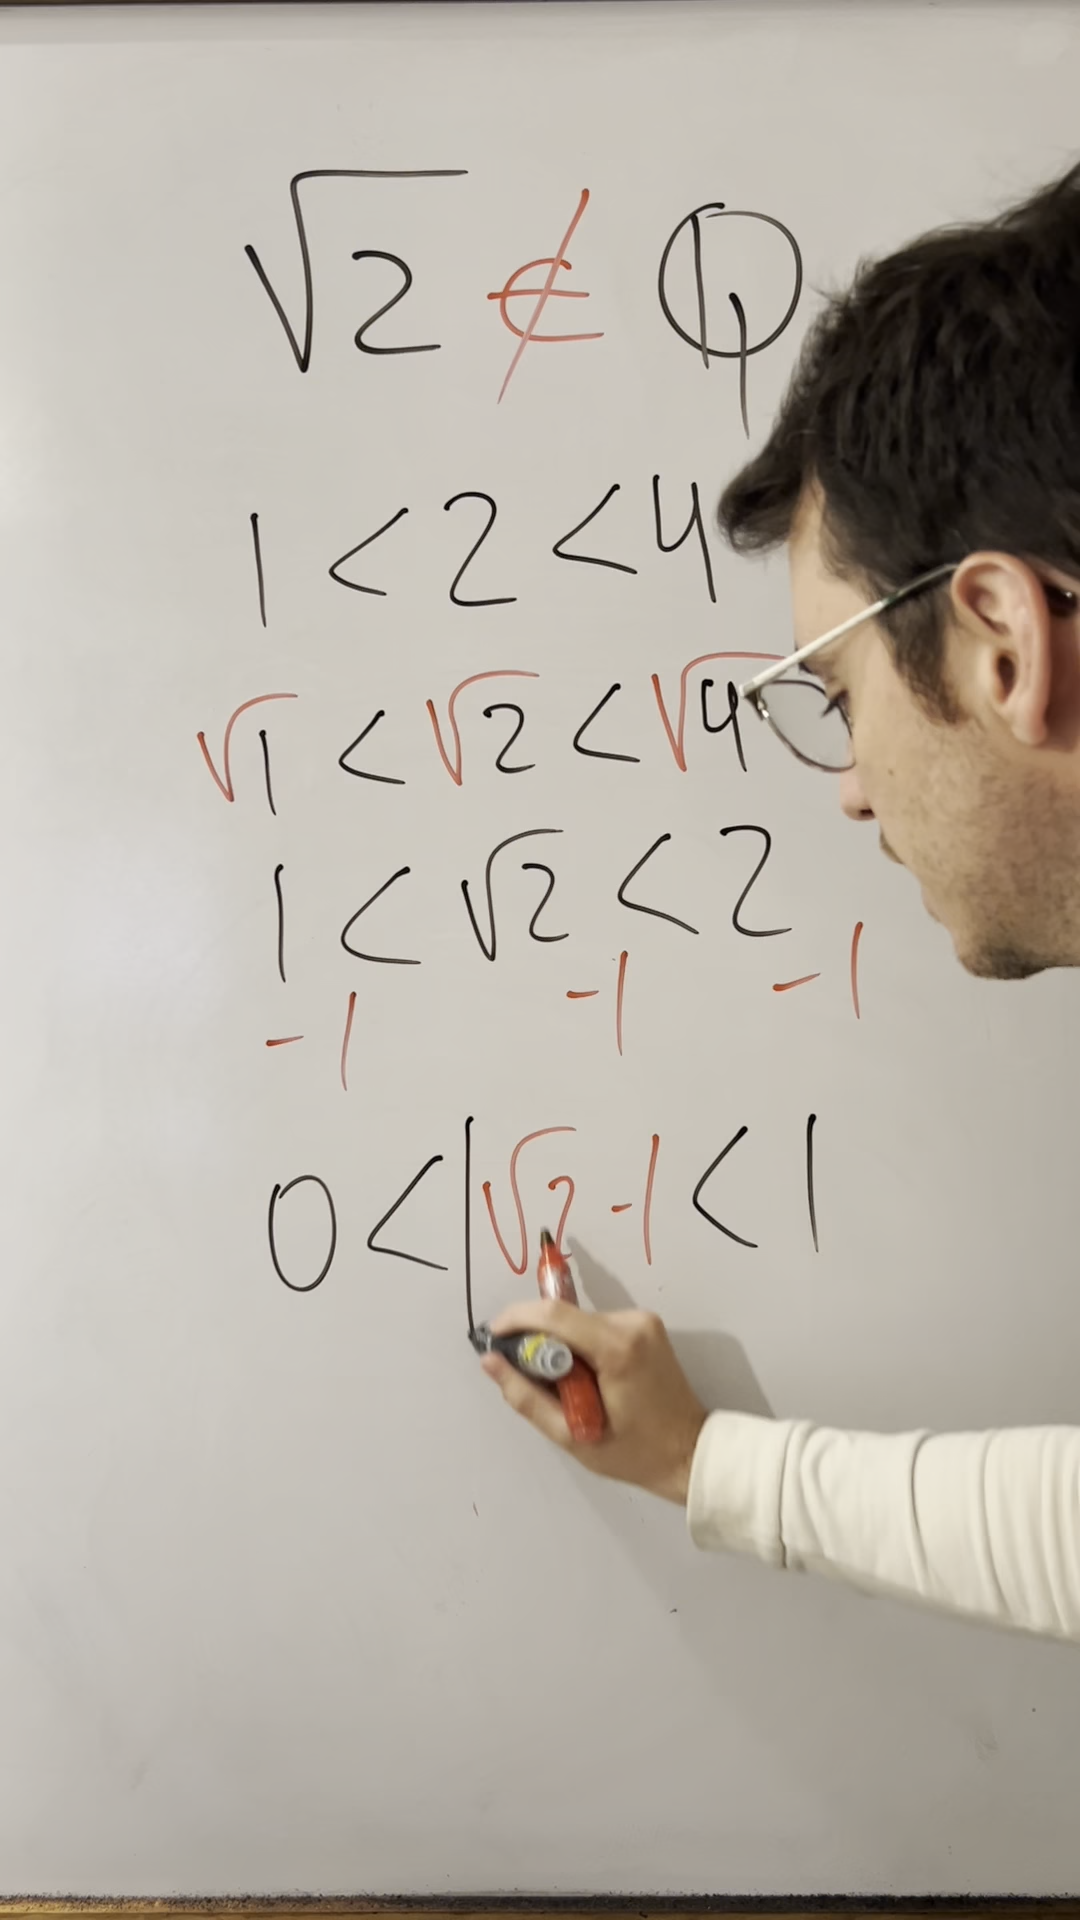 √2 ∉ ℚ
1 < 2 < 4
√1 < √2 < √4
1 < √2 < 2
-1 -1 -1
0 < |√2 - 1 < 1